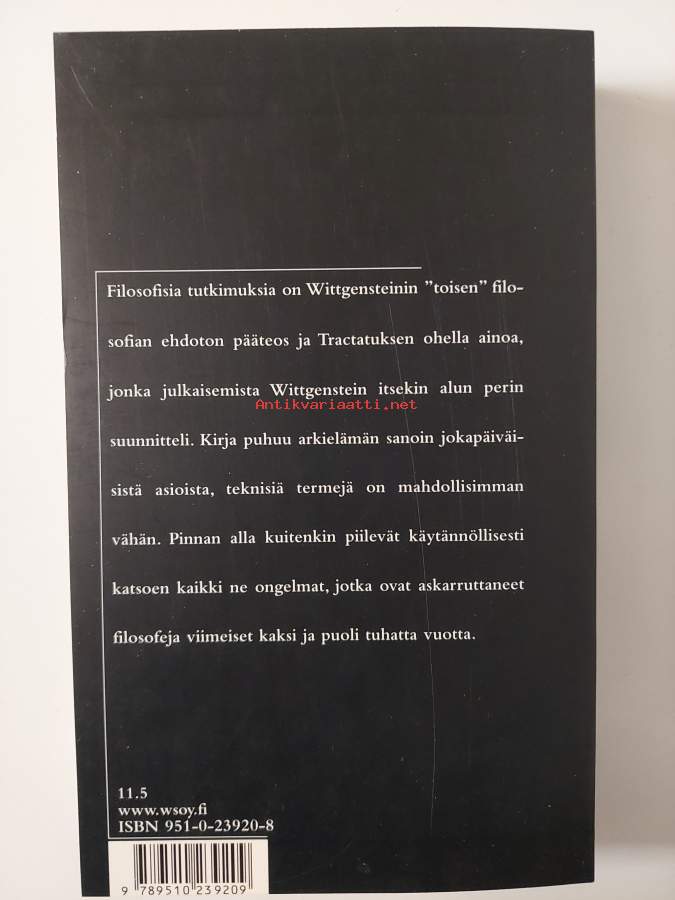 Filosofisia tutkimuksia on Wittgensteinin ”toisen” filo-
sofian ehdoton pääteos ja Tractatuksen ohella ainoa,
jonka julkaisemista Wittgenstein itsekin alun perin
Antikvariaatti.net
suunnitteli. Kirja puhuu arkielämän sanoin jokapäiväi-
sistä asioista, teknisiä termejä on mahdollisimman
vähän. Pinnan alla kuitenkin piilevät käytännöllisesti
katsoen kaikki ne ongelmat, jotka ovat askarruttaneet
filosofeja viimeiset kaksi ja puoli tuhatta vuotta.
11.5
www.wsoy.fi
ISBN 951-0-23920-8
9 789510 239209